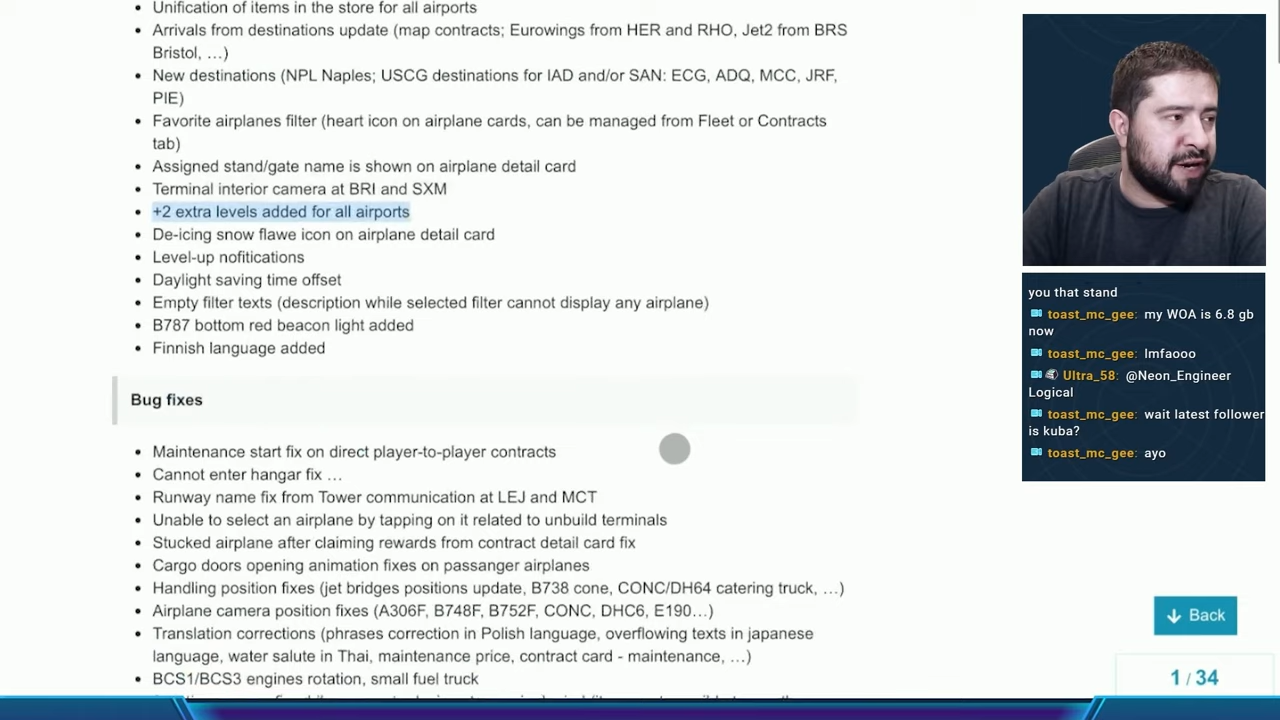 Unification of items in the store for all airports
Arrivals from destinations update (map contracts; Eurowings from HER and RHO, Jet2 from BRS
Bristol, …)
New destinations (NPL Naples; USCG destinations for IAD and/or SAN: ECG, ADQ, MCC, JRF,
PIE)
Favorite airplanes filter (heart icon on airplane cards, can be managed from Fleet or Contracts
tab)
Assigned stand/gate name is shown on airplane detail card
Terminal interior camera at BRI and SXM
+2 extra levels added for all airports
De-icing snow flawe icon on airplane detail card
Level-up nofitications
Daylight saving time offset
Empty filter texts (description while selected filter cannot display any airplane)
B787 bottom red beacon light added
Finnish language added
Bug fixes
Maintenance start fix on direct player-to-player contracts
Cannot enter hangar fix …
Runway name fix from Tower communication at LEJ and MCT
Unable to select an airplane by tapping on it related to unbuild terminals
Stucked airplane after claiming rewards from contract detail card fix
Cargo doors opening animation fixes on passanger airplanes
Handling position fixes (jet bridges positions update, B738 cone, CONC/DH64 catering truck, …)
Airplane camera position fixes (A306F, B748F, B752F, CONC, DHC6, E190…)
Translation corrections (phrases correction in Polish language, overflowing texts in japanese
language, water salute in Thai, maintenance price, contract card - maintenance, …)
BCS1/BCS3 engines rotation, small fuel truck
you that stand
toast_mc_gee: my WOA is 6.8 gb
now
toast_mc_gee: lmfaooo
Ultra_58: @Neon_Engineer
Logical
toast_mc_gee: wait latest follower
is kuba?
toast_mc_gee: ayo
Back
1 / 34